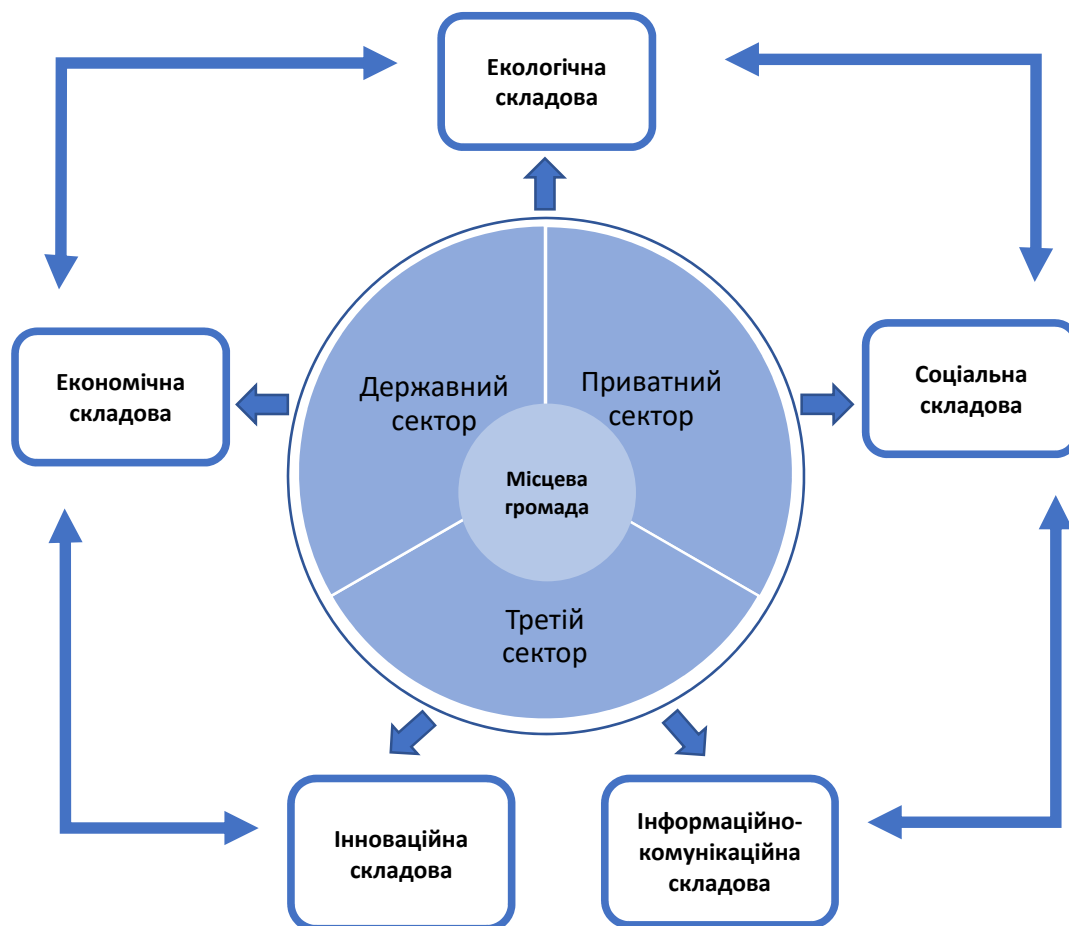 Екологічна
складова
Економічна
складова
Державний
сектор
Приватний
сектор
Соціальна
складова
Місцева
громада
Третій
сектор
Інноваційна
складова
Інформаційно-
комунікаційна
складова